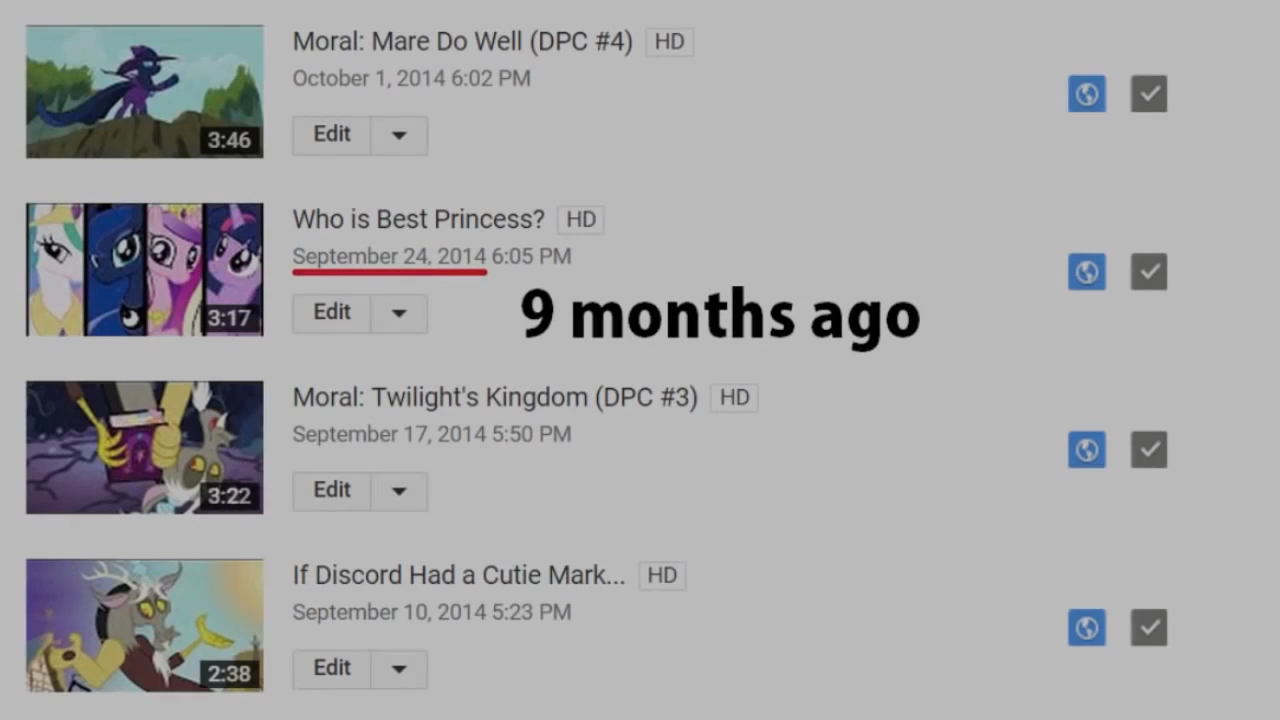 Moral: Mare Do Well (DPC #4) HD
October 1, 2014 6:02 PM
3:46
Edit
Who is Best Princess? HD
September 24, 2014 6:05 PM
3:17
Edit
9 months ago
Moral: Twilight's Kingdom (DPC #3) HD
September 17, 2014 5:50 PM
3:22
Edit
If Discord Had a Cutie Mark... HD
September 10, 2014 5:23 PM
2:38
Edit